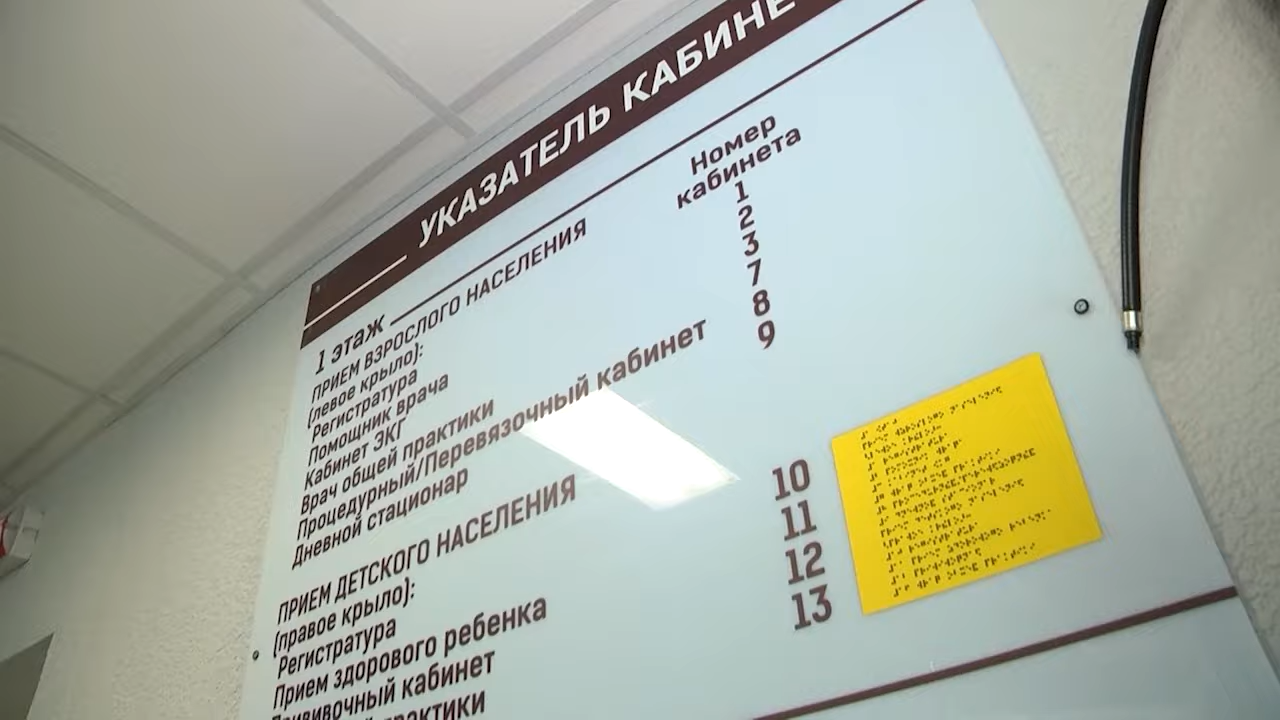 УКАЗАТЕЛЬ КАБИНЕ
1 этаж
Номер
кабинета
ПРИЕМ ВЗРОСЛОГО НАСЕЛЕНИЯ
(левое крыло):
Регистратура 1
Помощник врача 2
Кабинет ЭКГ 3
Врач общей практики 7
Процедурный/Перевязочный кабинет 8
Дневной стационар 9
ПРИЕМ ДЕТСКОГО НАСЕЛЕНИЯ
(правое крыло):
Регистратура 10
Прием здорового ребенка 11
Прививочный кабинет 12
практики 13